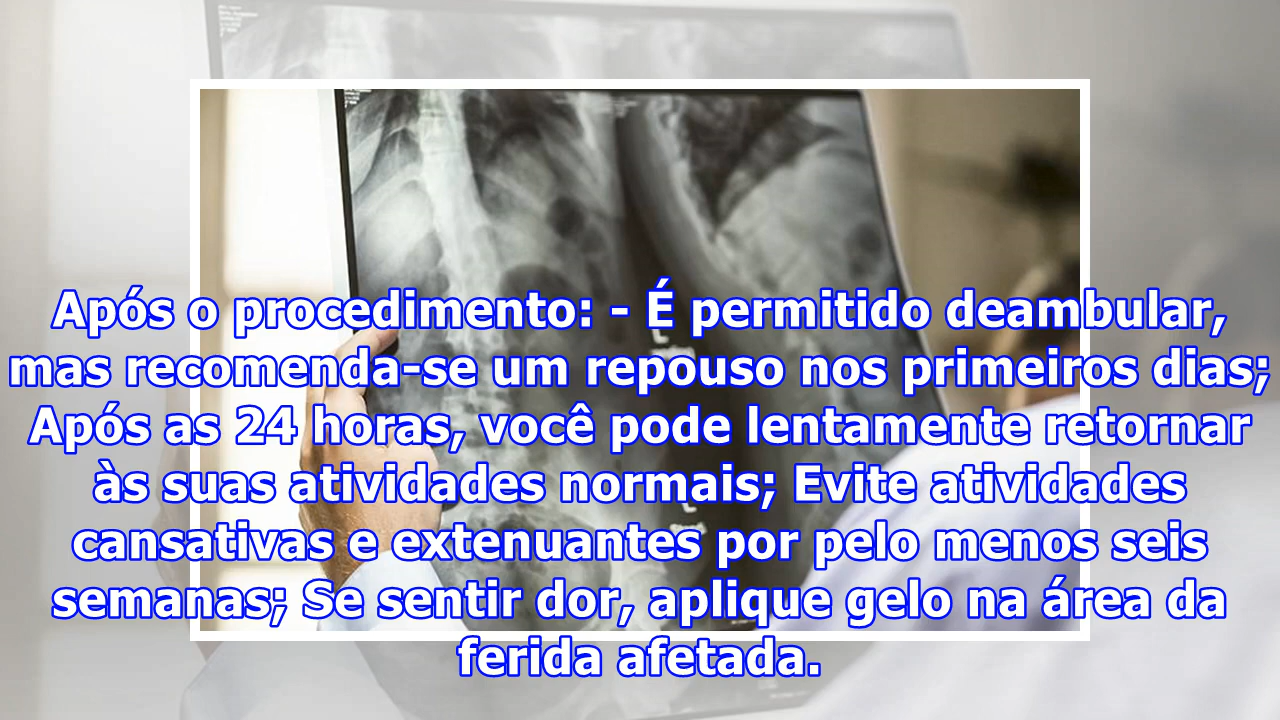 Após o procedimento: - É permitido deambular,
mas recomenda-se um repouso nos primeiros dias;
Após as 24 horas, você pode lentamente retornar
às suas atividades normais; Evite atividades
cansativas e extenuantes por pelo menos seis
semanas; Se sentir dor, aplique gelo na área da
ferida afetada.